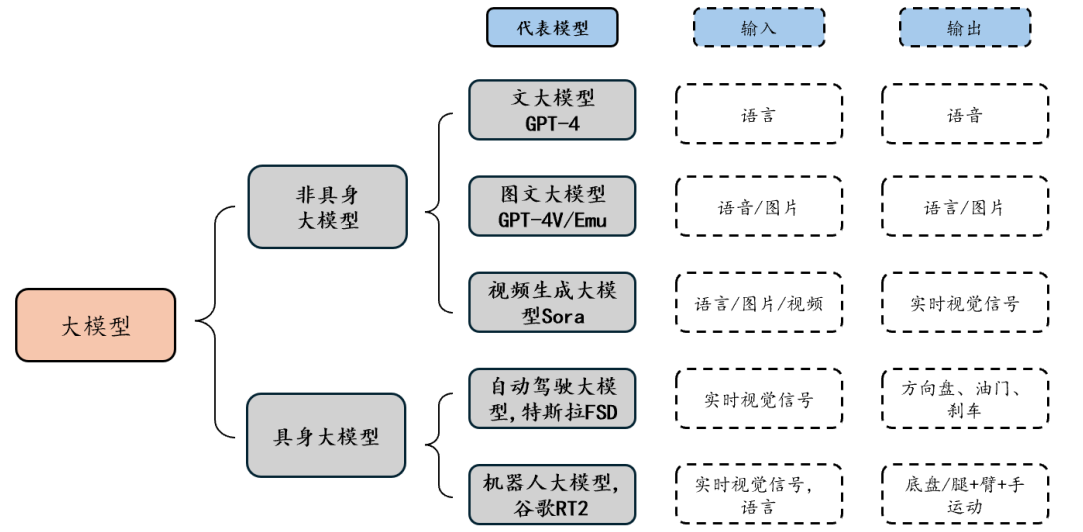 代表模型
输入
输出
文大模型
GPT-4
语言
语音
非具身
大模型
图文大模型
GPT-4V/Emu
语音/图片
语言/图片
视频生成大模
型Sora
语言/图片/视频
实时视觉信号
大模型
自动驾驶大模
型,特斯拉FSD
实时视觉信号
方向盘、油门、
刹车
具身大模型
机器人大模型,
谷歌RT2
实时视觉信号,
语言
底盘/腿+臂+手
运动